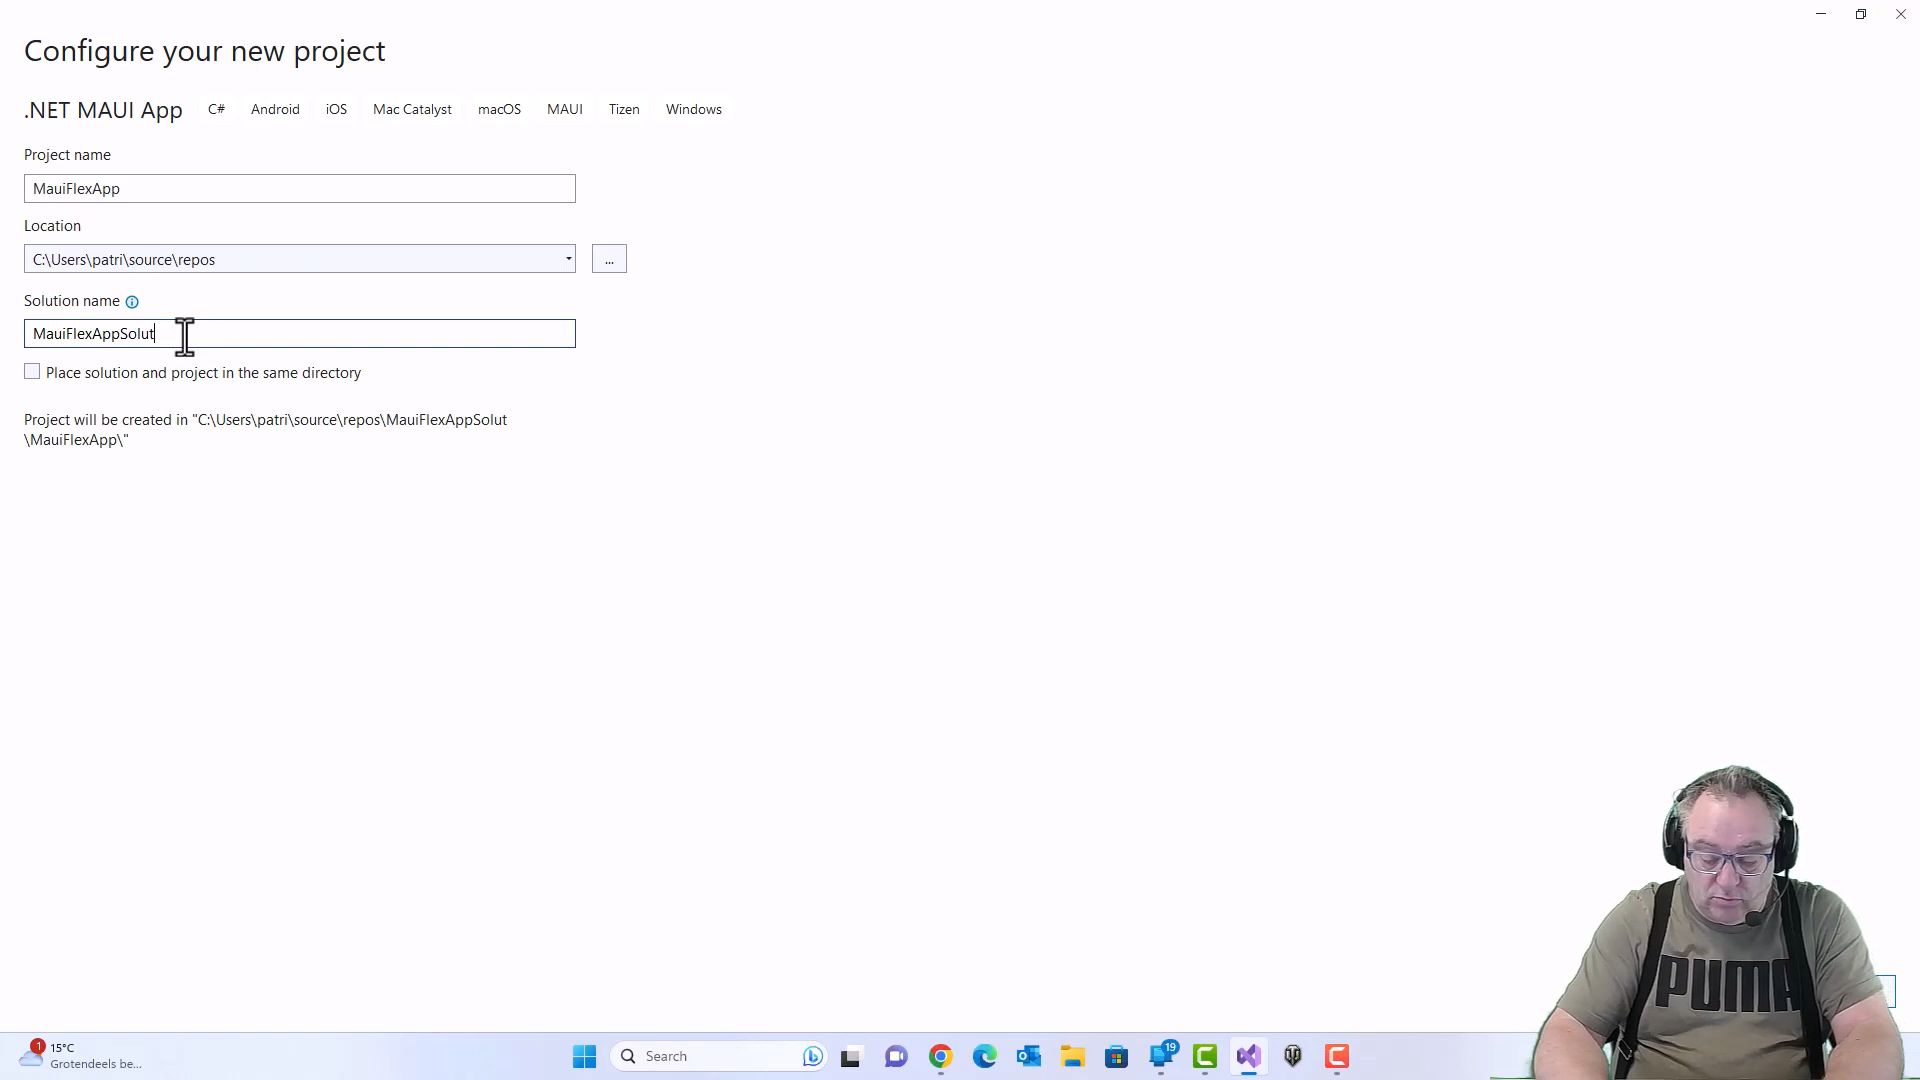 Configure your new project
.NET MAUI App C# Android iOS Mac Catalyst macOS MAUI Tizen Windows
Project name
MauiFlexApp
Location
C:\Users\patri\source\repos
...
Solution name
MauiFlexAppSolut
Place solution and project in the same directory
Project will be created in "C:\Users\patri\source\repos\MauiFlexAppSolut
\MauiFlexApp\"
PUMA
1
15°C
Grotendeels be...
Search
19